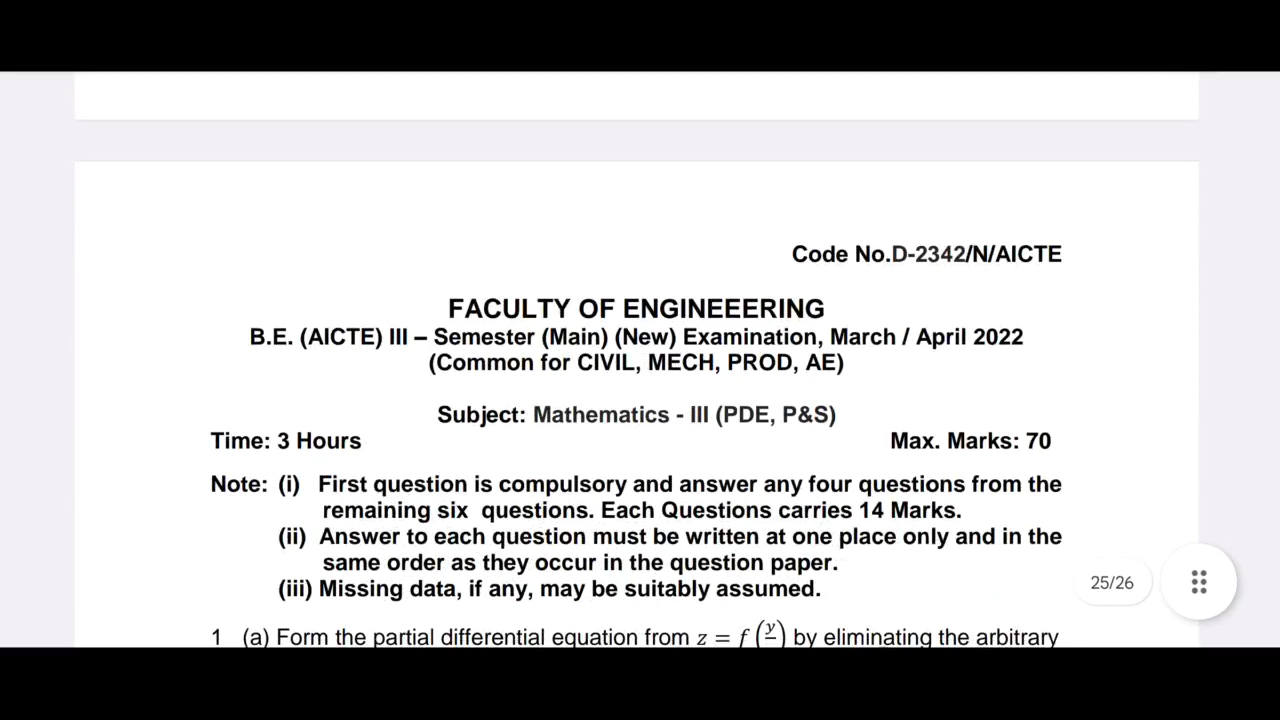 Code No.D-2342/N/AICTE
FACULTY OF ENGINEEERING
B.E. (AICTE) III – Semester (Main) (New) Examination, March / April 2022
(Common for CIVIL, MECH, PROD, AE)
Subject: Mathematics - III (PDE, P&S)
Time: 3 Hours Max. Marks: 70
Note: (i) First question is compulsory and answer any four questions from the
remaining six questions. Each Questions carries 14 Marks.
(ii) Answer to each question must be written at one place only and in the
same order as they occur in the question paper.
(iii) Missing data, if any, may be suitably assumed.
25/26
1 (a) Form the partial differential equation from z = f (y by eliminating the arbitrary